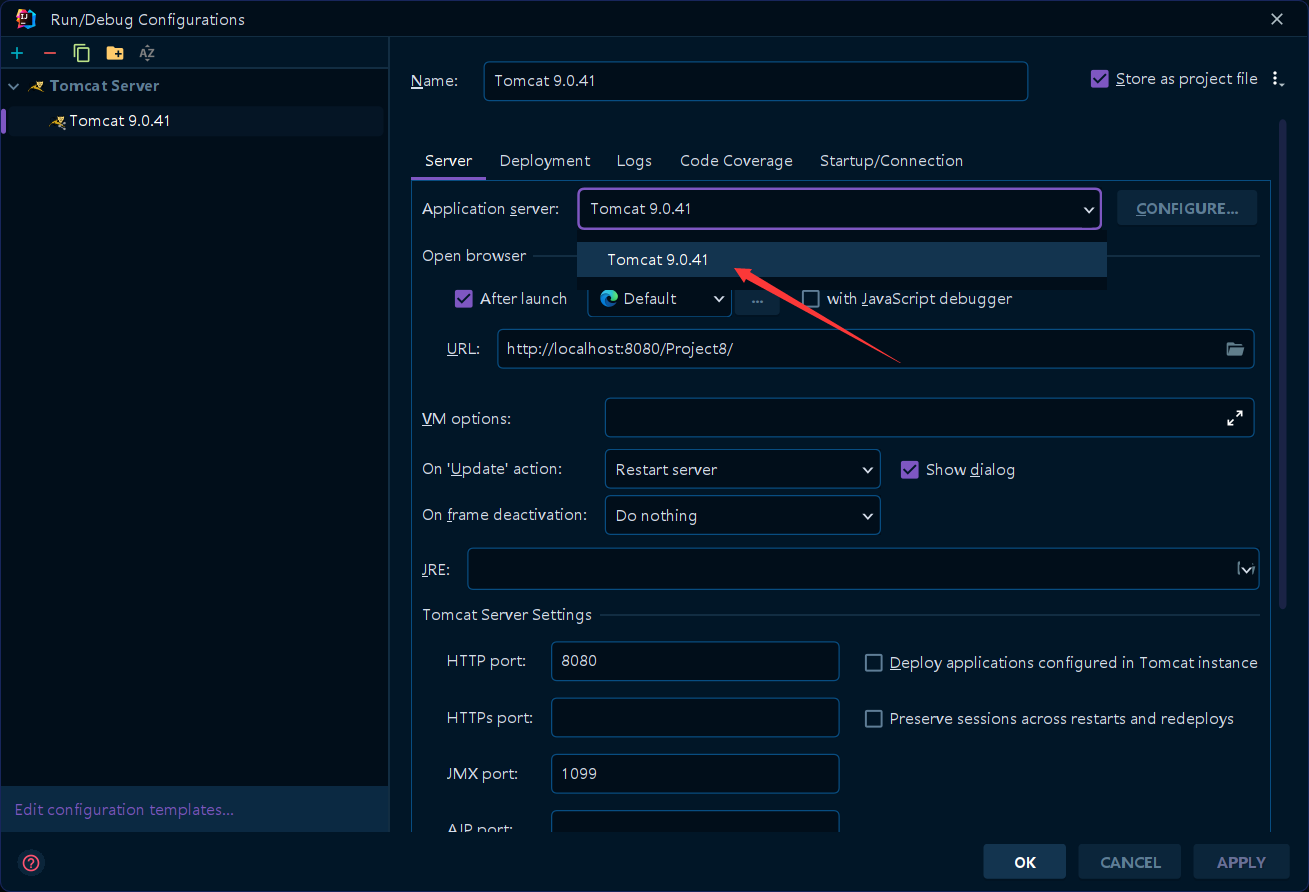 Run/Debug Configurations
Tomcat Server
Tomcat 9.0.41
Edit configuration templates...
Name: Tomcat 9.0.41 Store as project file
Server Deployment Logs Code Coverage Startup/Connection
Application server: Tomcat 9.0.41 CONFIGURE...
Tomcat 9.0.41
Open browser
After launch Default ... with JavaScript debugger
URL: http://localhost:8080/Project8/
VM options:
On 'Update' action: Restart server Show dialog
On frame deactivation: Do nothing
JRE:
Tomcat Server Settings
HTTP port: 8080 Deploy applications configured in Tomcat instance
HTTPs port: Preserve sessions across restarts and redeploys
JMX port: 1099
AJP port:
OK CANCEL APPLY